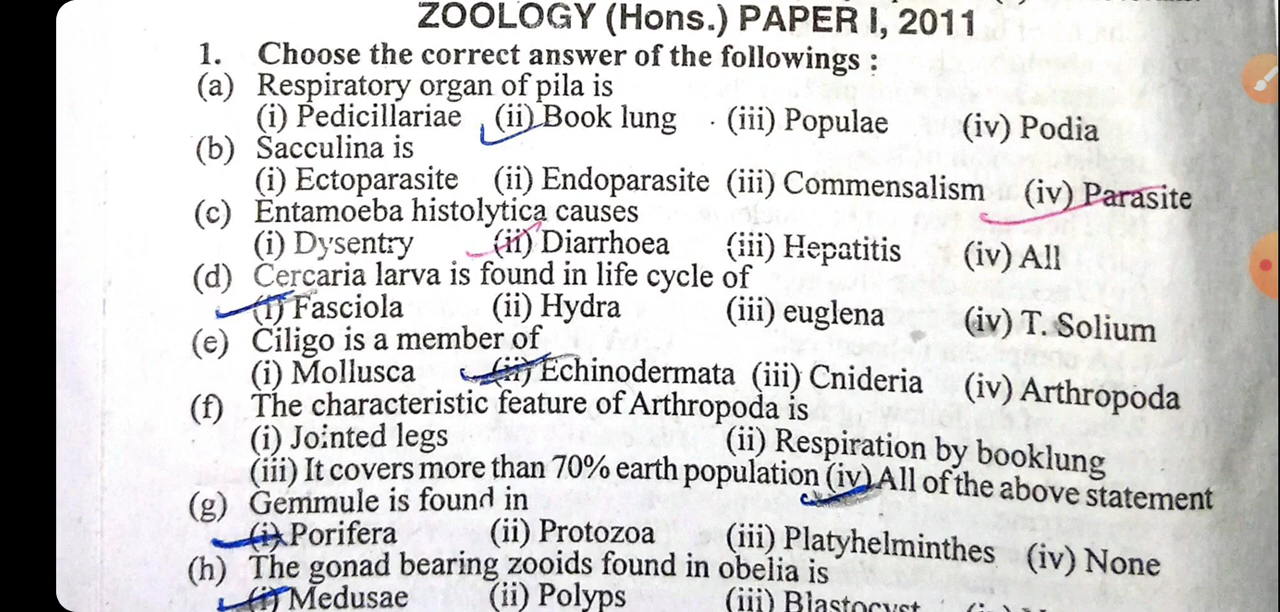 ZOOLOGY (Hons.) PAPER I, 2011
1. Choose the correct answer of the followings :
(a) Respiratory organ of pila is
(i) Pedicillariae (ii) Book lung (iii) Populae (iv) Podia
(b) Sacculina is
(i) Ectoparasite (ii) Endoparasite (iii) Commensalism (iv) Parasite
(c) Entamoeba histolytica causes
(i) Dysentry (ii) Diarrhoea (iii) Hepatitis (iv) All
(d) Cercaria larva is found in life cycle of
(i) Fasciola (ii) Hydra (iii) euglena (iv) T. Solium
(e) Ciligo is a member of
(i) Mollusca (ii) Echinodermata (iii) Cnideria (iv) Arthropoda
(f) The characteristic feature of Arthropoda is
(i) Jointed legs (ii) Respiration by booklung
(iii) It covers more than 70% earth population (iv) All of the above statement
(g) Gemmule is found in
(i) Porifera (ii) Protozoa (iii) Platyhelminthes (iv) None
(h) The gonad bearing zooids found in obelia is
(i) Medusae (ii) Polyps (iii) Blastocyst